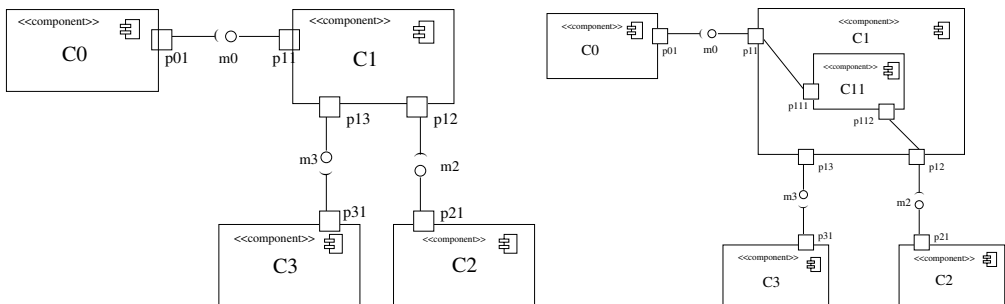 <<component>>
C0
p01
m0
p11
<<component>>
C1
p13
p12
m3
m2
p31
p21
<<component>>
C3
<<component>>
C2
<<component>>
C0
p01
m0
p11
<<component>>
C1
<<component>>
C11
p111
p112
p13
p12
m3
m2
p31
p21
<<component>>
C3
<<component>>
C2